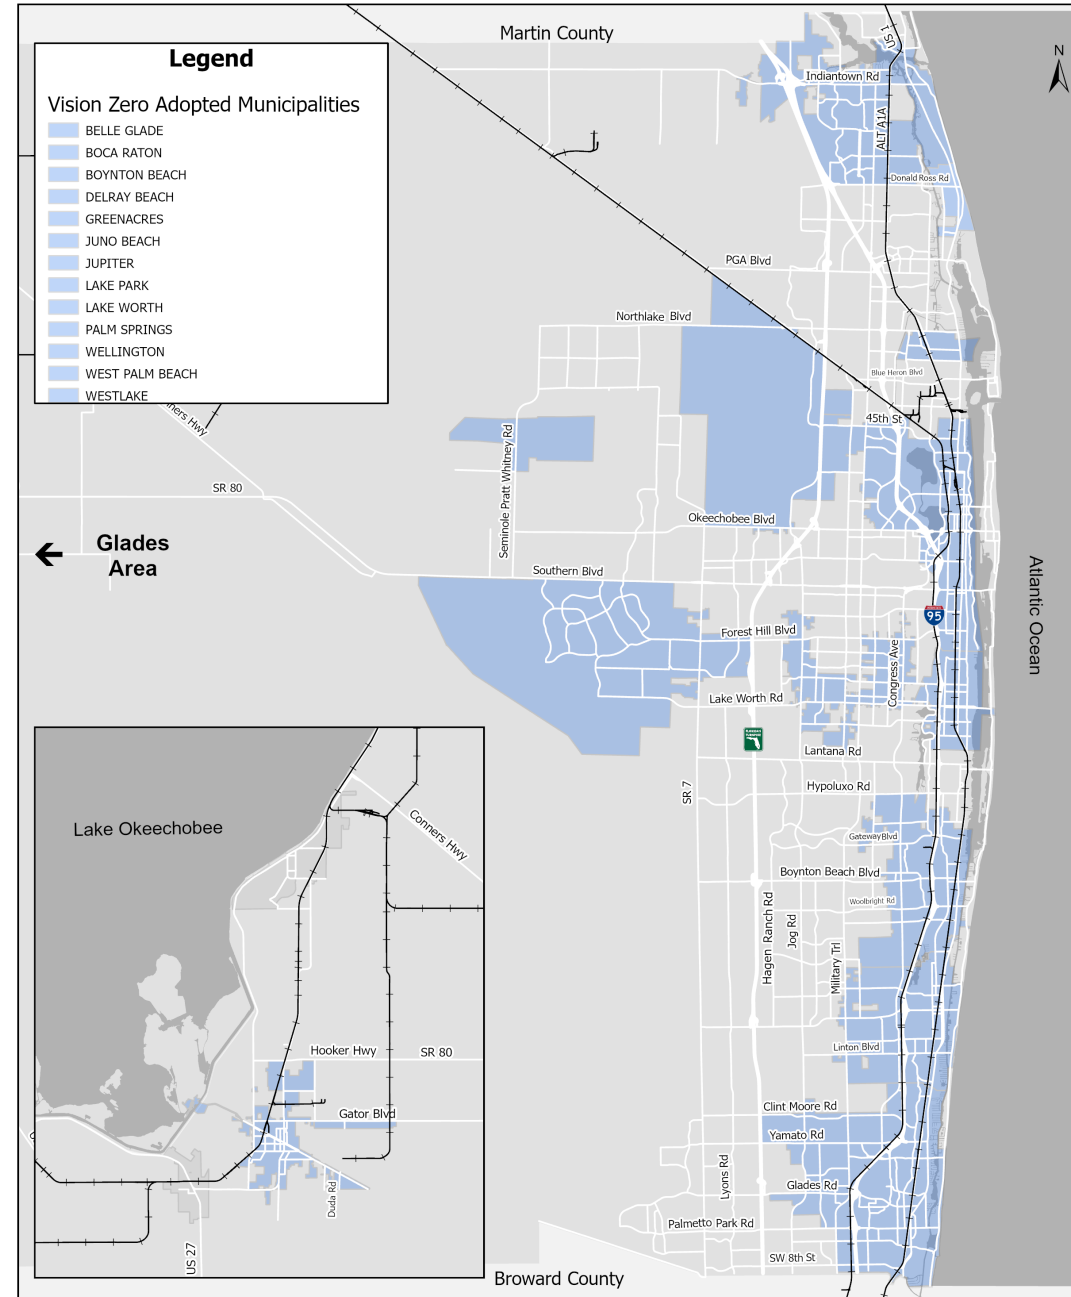 Martin County
US 1
N
Legend
Vision Zero Adopted Municipalities
BELLE GLADE
BOCA RATON
BOYNTON BEACH
DELRAY BEACH
GREENACRES
JUNO BEACH
JUPITER
LAKE PARK
LAKE WORTH
PALM SPRINGS
WELLINGTON
WEST PALM BEACH
WESTLAKE
Indiantown Rd
ALT A1A
Donald Ross Rd
PGA Blvd
Northlake Blvd
Blue Heron Blvd
45th St
ners Hwy
Seminole Pratt Whitney Rd
SR 80
Okeechobee Blvd
Glades
Area
Southern Blvd
Atlantic Ocean
95
Forest Hill Blvd
Congress Ave
Lake Worth Rd
Lantana Rd
SR 7
Hypoluxo Rd
Gateway Blvd
Boynton Beach Blvd
Woolbright Rd
Hagen Ranch Rd
Jog Rd
Military Trl
Linton Blvd
Clint Moore Rd
Yamato Rd
Lyons Rd
Glades Rd
Palmetto Park Rd
SW 8th St
Broward County
Lake Okeechobee
Conners Hwy
Hooker Hwy
SR 80
Gator Blvd
Duda Rd
US 27